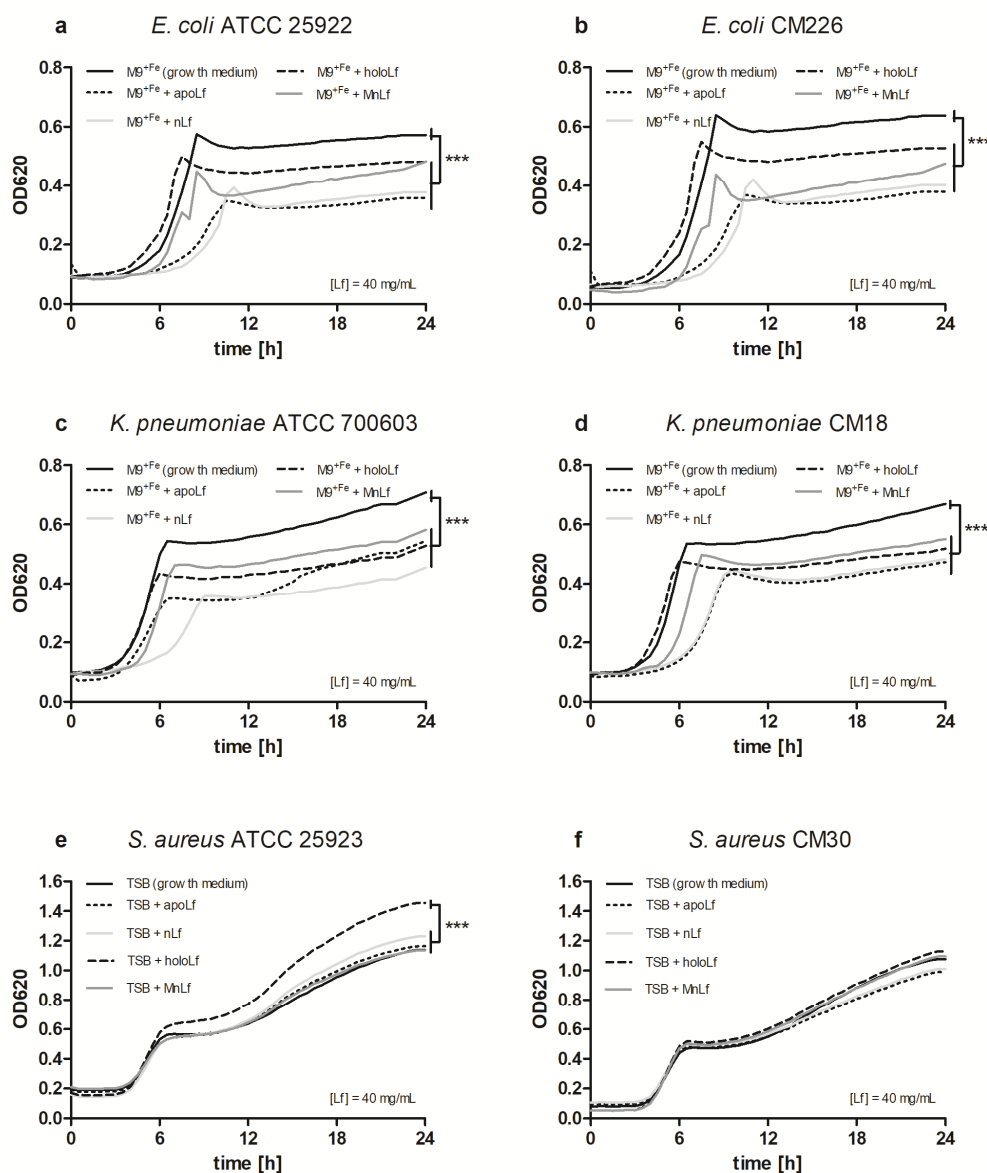 a E. coli ATCC 25922
M9+Fe (growth medium) M9+Fe + holoLf
M9+Fe + apoLf M9+Fe + MnLf
M9+Fe + nLf
0.8
0.6
0.4
0.2
0.0
OD620
***
[Lf] = 40 mg/mL
0 6 12 18 24
time [h]
b E. coli CM226
M9+Fe (growth medium) M9+Fe + holoLf
M9+Fe + apoLf M9+Fe + MnLf
M9+Fe + nLf
0.8
0.6
0.4
0.2
0.0
OD620
***
[Lf] = 40 mg/mL
0 6 12 18 24
time [h]
c K. pneumoniae ATCC 700603
M9+Fe (growth medium) M9+Fe + holoLf
M9+Fe + apoLf M9+Fe + MnLf
M9+Fe + nLf
0.8
0.6
0.4
0.2
0.0
OD620
***
[Lf] = 40 mg/mL
0 6 12 18 24
time [h]
d K. pneumoniae CM18
M9+Fe (growth medium) M9+Fe + holoLf
M9+Fe + apoLf M9+Fe + MnLf
M9+Fe + nLf
0.8
0.6
0.4
0.2
0.0
OD620
***
[Lf] = 40 mg/mL
0 6 12 18 24
time [h]
e S. aureus ATCC 25923
TSB (growth medium)
TSB + apoLf
TSB + nLf
TSB + holoLf
TSB + MnLf
1.6
1.4
1.2
1.0
0.8
0.6
0.4
0.2
0.0
OD620
***
[Lf] = 40 mg/mL
0 6 12 18 24
time [h]
f S. aureus CM30
TSB (growth medium)
TSB + apoLf
TSB + nLf
TSB + holoLf
TSB + MnLf
1.6
1.4
1.2
1.0
0.8
0.6
0.4
0.2
0.0
OD620
[Lf] = 40 mg/mL
0 6 12 18 24
time [h]